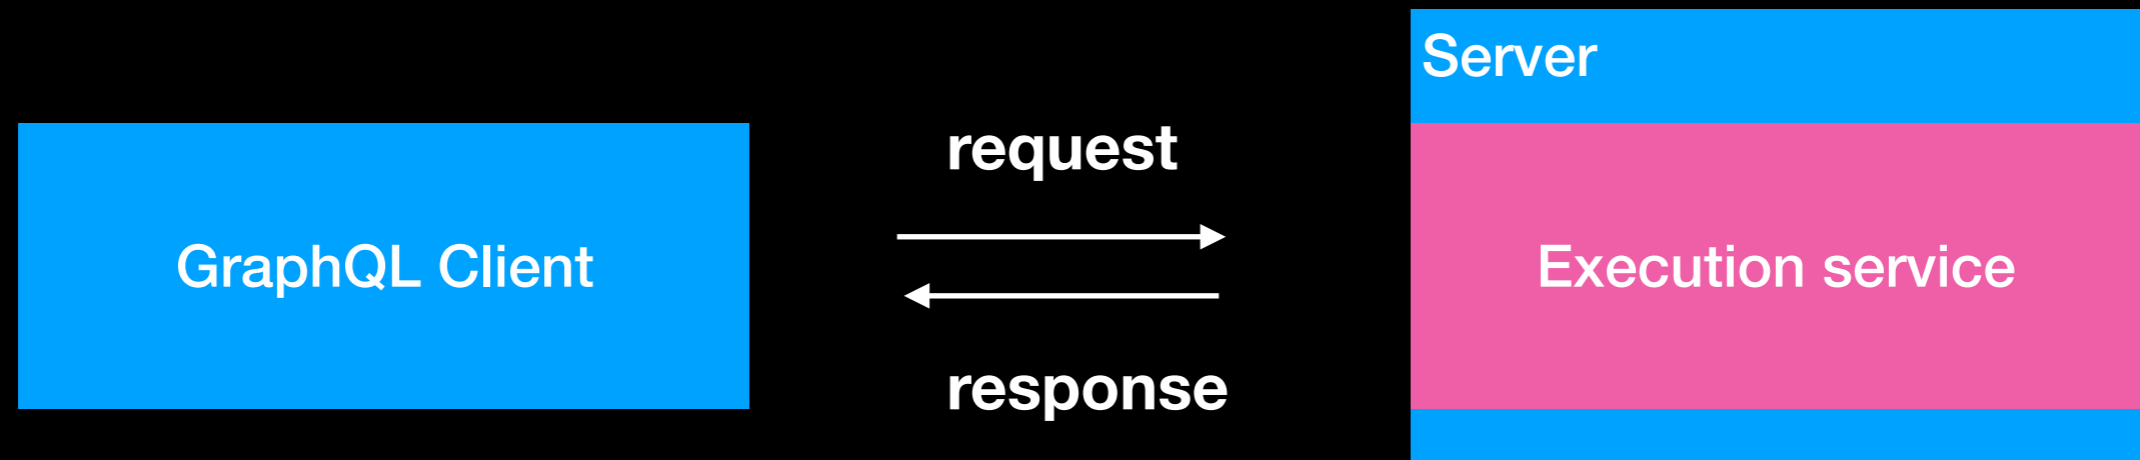 Server
request
GraphQL Client
Execution service
response